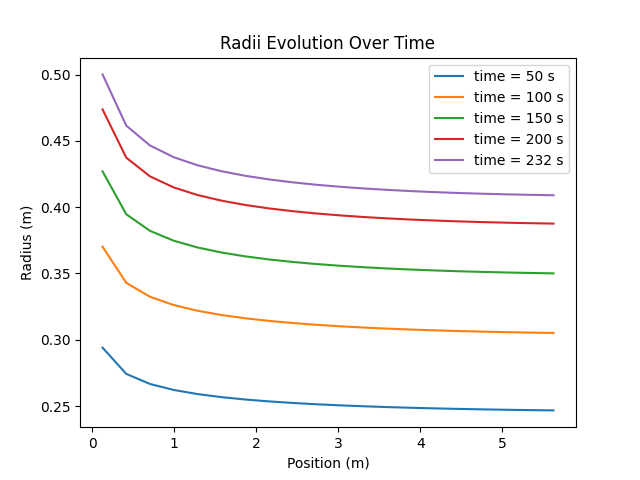 Radii Evolution Over Time
time = 50 s
time = 100 s
time = 150 s
time = 200 s
time = 232 s
0.50
0.45
0.40
0.35
0.30
0.25
Radius (m)
0 1 2 3 4 5
Position (m)